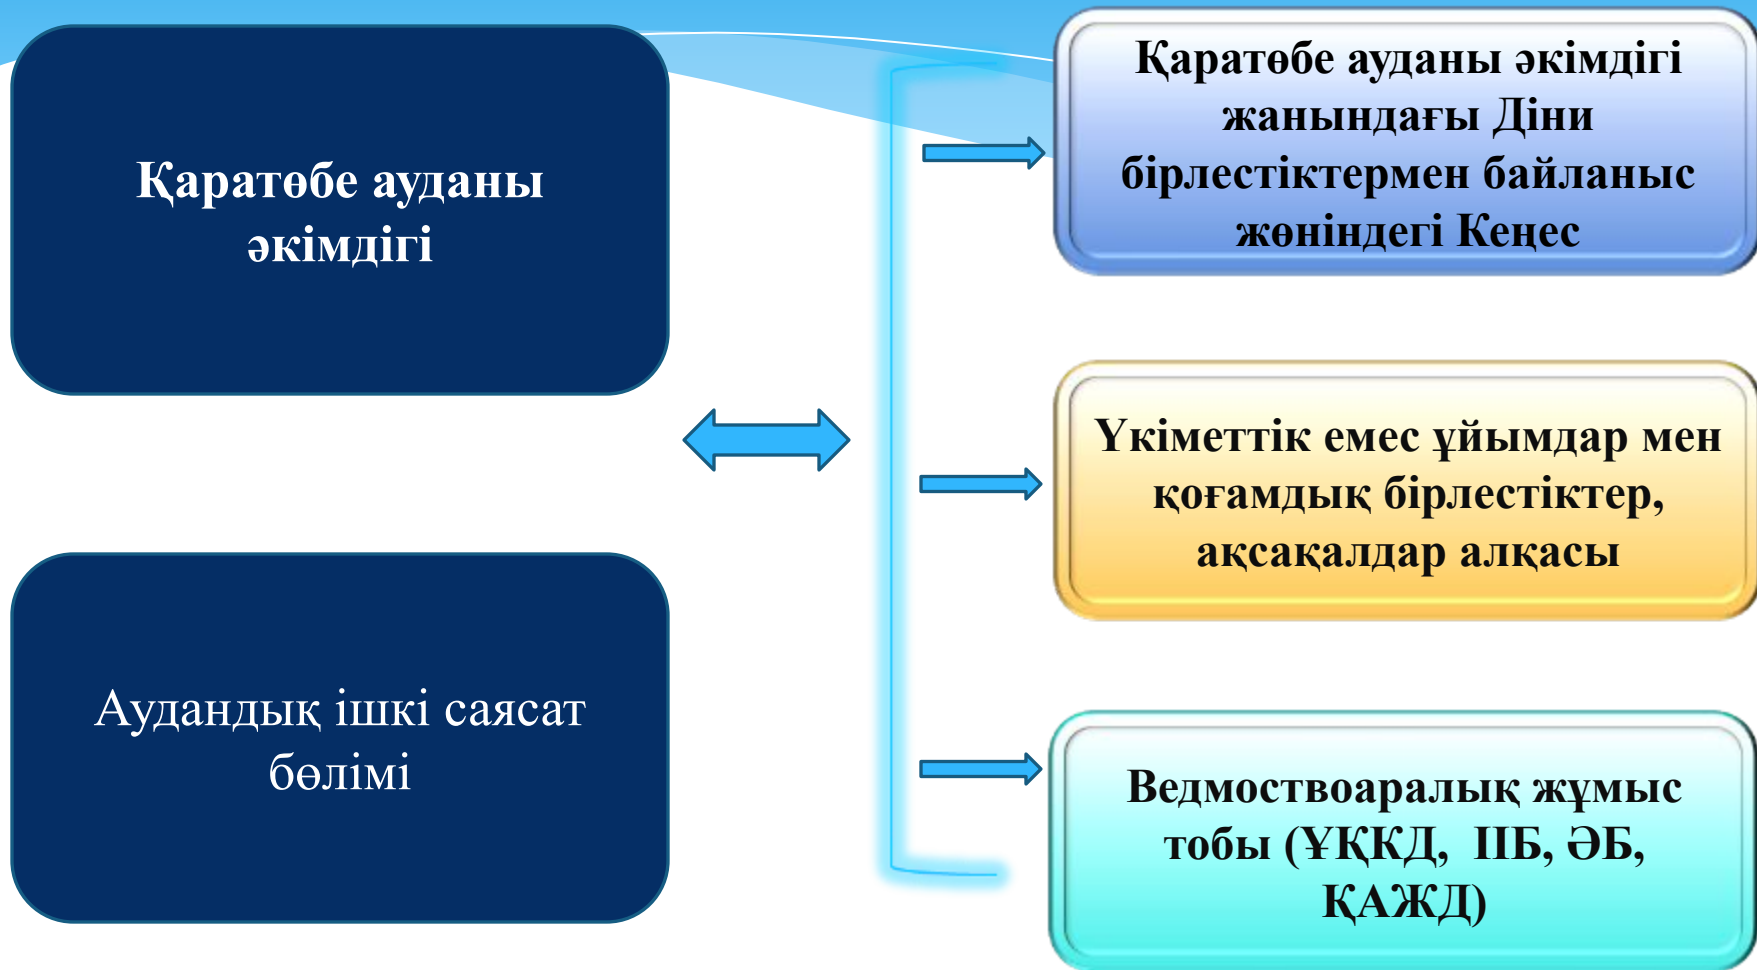 Қаратөбе ауданы
әкімдігі
Аудандық ішкі саясат
бөлімі
Қаратөбе ауданы әкімдігі
жанындағы Діни
бірлестіктермен байланыс
жөніндегі Кеңес
Үкіметтік емес ұйымдар мен
қоғамдық бірлестіктер,
ақсақалдар алқасы
Ведмоствоаралық жұмыс
тобы (ҰҚКД, ІІБ, ӘБ,
ҚАЖД)